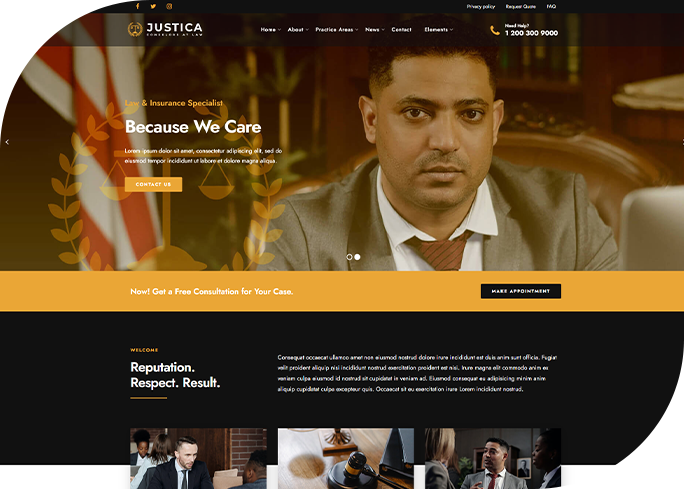 Privacy policy Request Quote FAQ
JUSTICA
Home About Practice Areas News Contact Elements
Need Help?
1 200 300 9000
Law & Insurance Specialist
Because We Care
Lorem ipsum dolor sit amet, consectetur adipiscing elit, sed do
eiusmod tempor incididunt ut labore et dolore magna aliqua.
CONTACT US
Now! Get a Free Consultation for Your Case.
MAKE APPOINTMENT
WELCOME
Reputation.
Respect. Result.
Consequat occaecat ullamco amet non eiusmod nostrud dolore irure incididunt est duis anim sunt officia. Fugiat
velit proident aliquip nisi incididunt nostrud exercitation proident est nisi. Irure magna elit commodo anim ex
veniam culpa eiusmod id nostrud sit cupidatat in veniam ad. Eiusmod consequat eu adipisicing minim anim
aliquip cupidatat culpa excepteur quis. Occaecat sit eu exercitation irure Lorem incididunt nostrud.